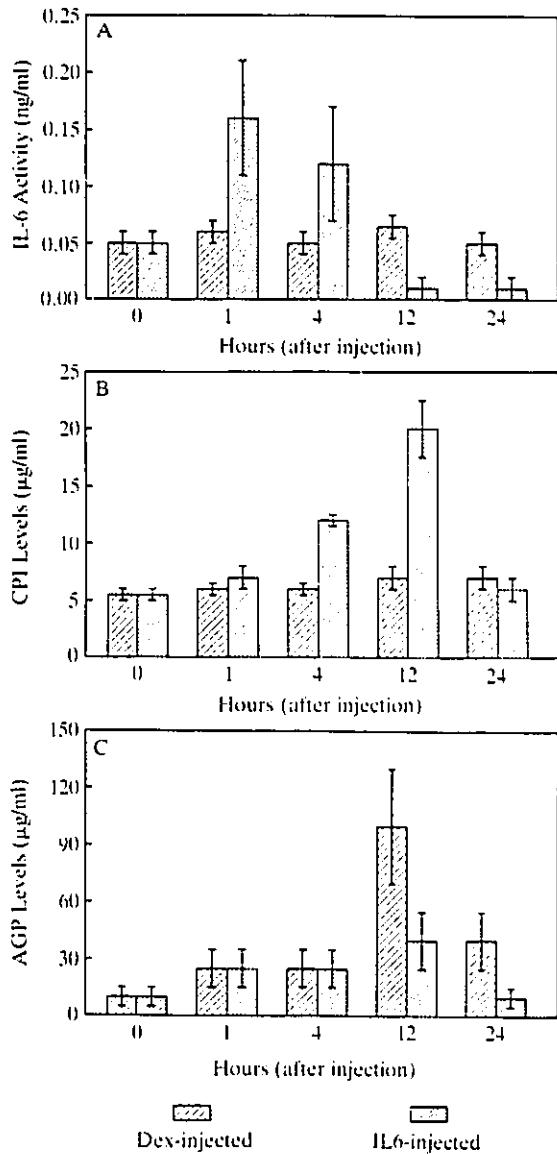 A
0.25
0.20
0.15
0.10
0.05
0.00
IL-6 Activity (ng/ml)
0 1 4 12 24
Hours (after injection)
B
25
20
15
10
5
0
CPI Levels (µg/ml)
0 1 4 12 24
Hours (after injection)
C
150
120
90
60
30
0
AGP Levels (µg/ml)
0 1 4 12 24
Hours (after injection)
Dex-injected IL6-injected